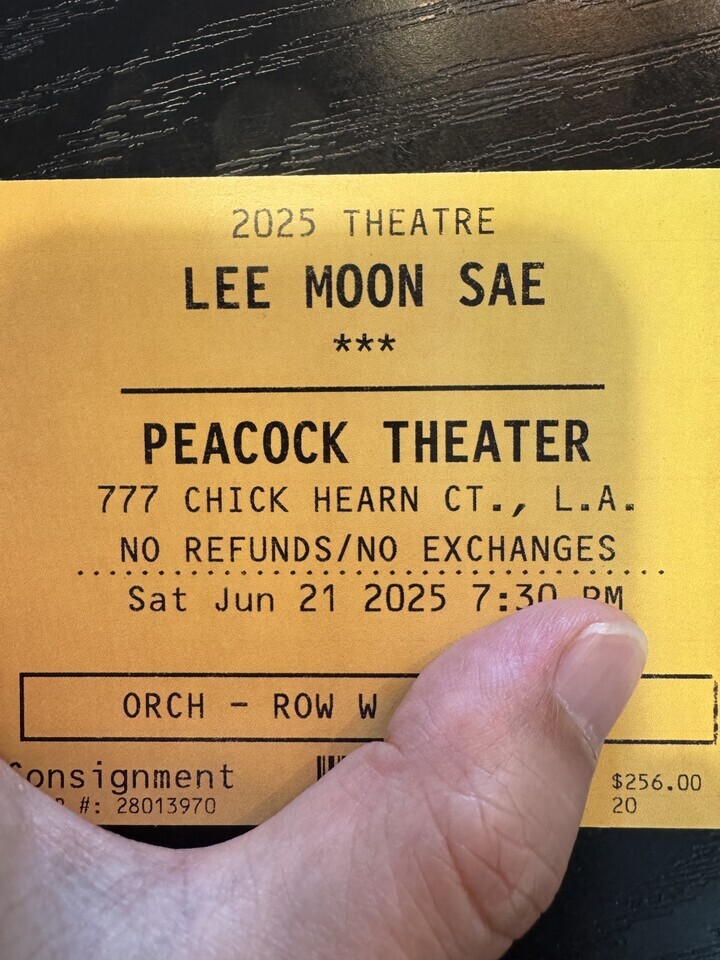 2025 THEATRE
LEE MOON SAE
***
PEACOCK THEATER
777 CHICK HEARN CT., L.A.
NO REFUNDS/NO EXCHANGES
Sat Jun 21 2025 7:30 PM
ORCH - ROW W
Consignment
#: 28013970
$256.00
20